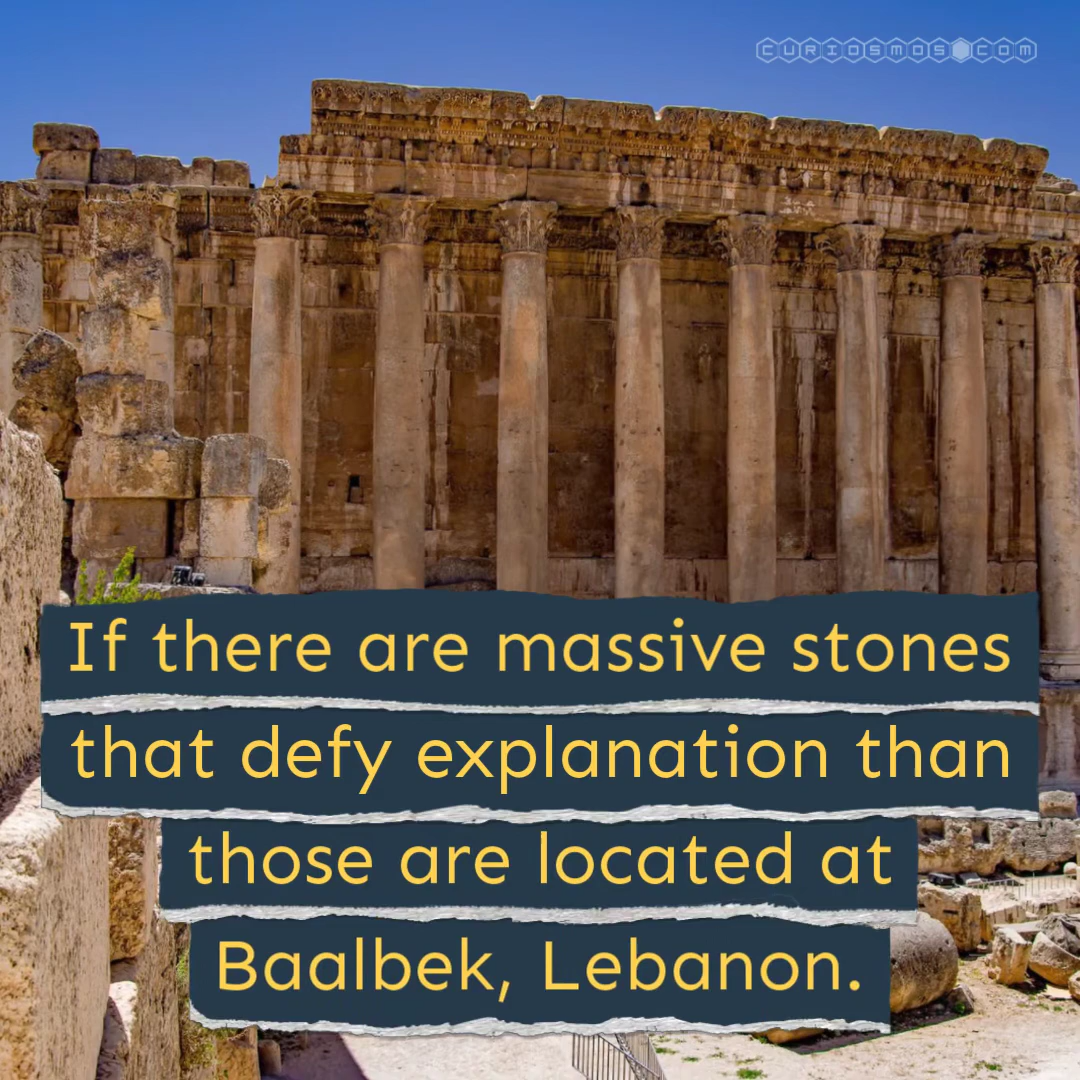 CURIOSMOS.COM
If there are massive stones
that defy explanation than
those are located at
Baalbek, Lebanon.